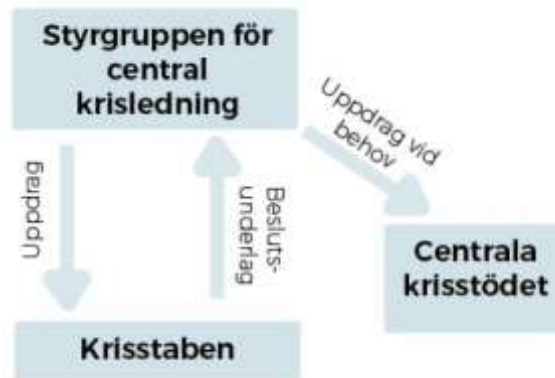 Styrgruppen för
central
krisledning
Uppdrag
Besluts-
underlag
Uppdrag vid
behov
Centrala
krisstödet
Krisstaben